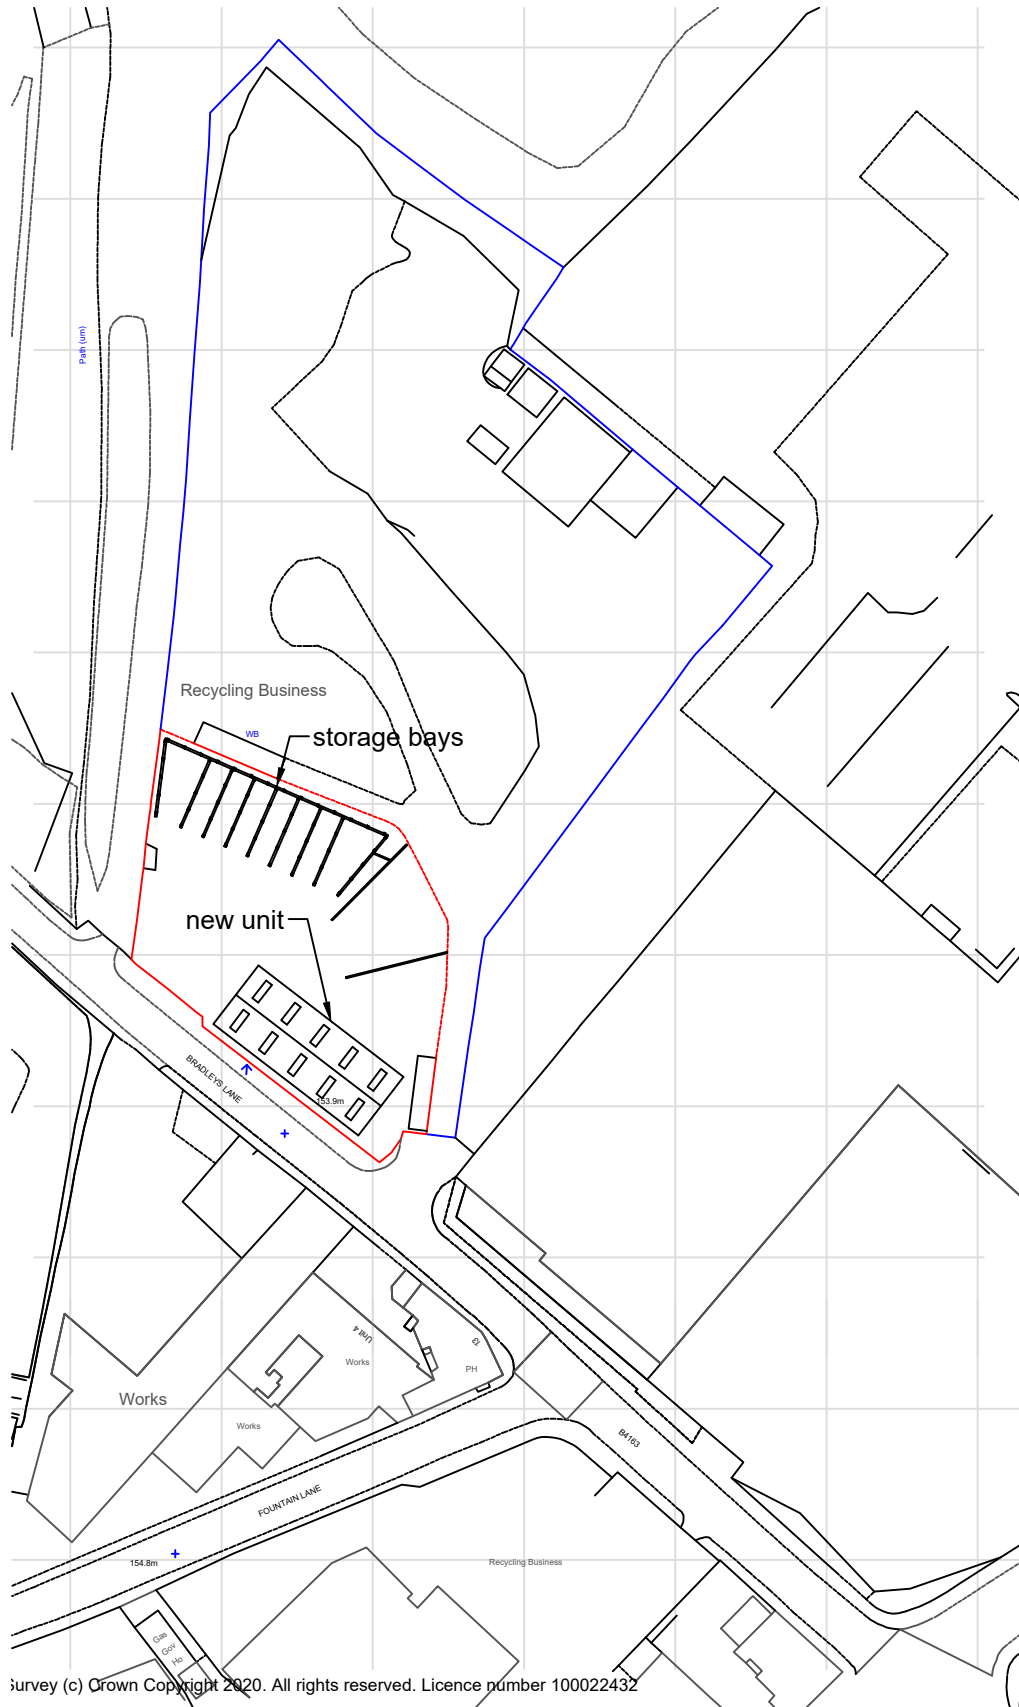 Path (um)
Recycling Business
WB
storage bays
new unit
BRADLEYS LANE
153.9m
Unit 4
13
Works
PH
Works
Works
B4163
FOUNTAIN LANE
154.8m
Recycling Business
Gas
Gov
Ho
Survey (c) Crown Copyright 2020. All rights reserved. Licence number 100022432